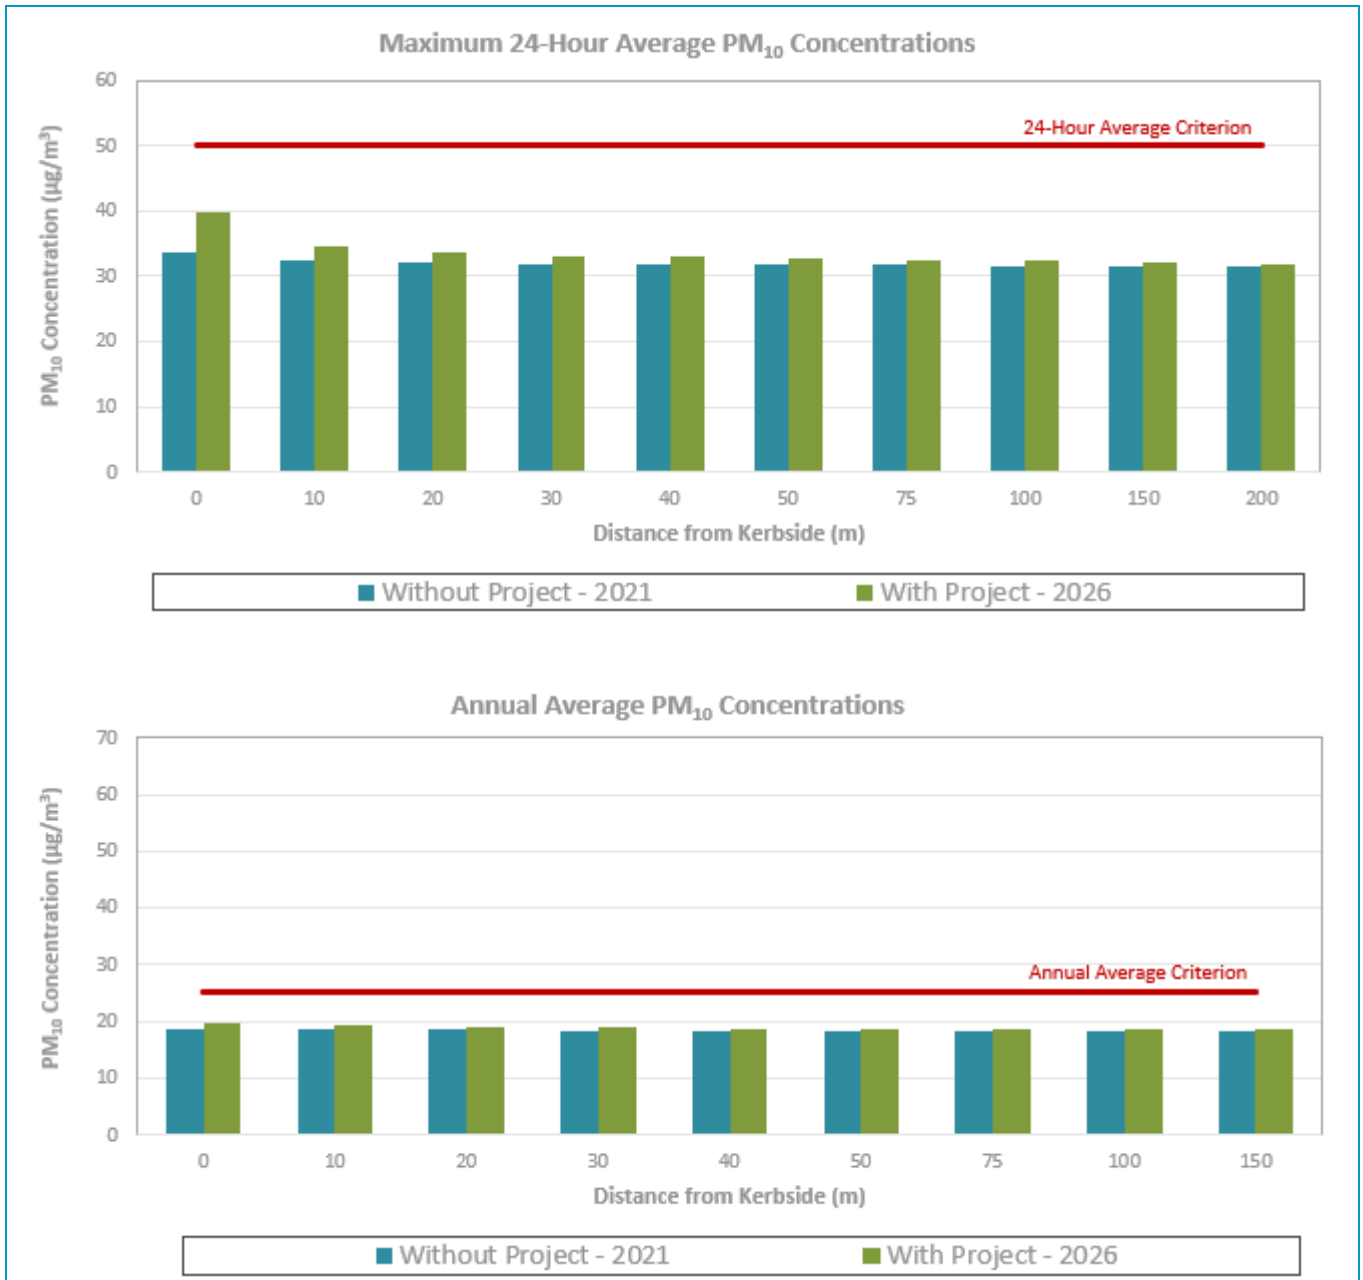 Maximum 24-Hour Average PM₁₀ Concentrations
60
50
40
30
20
10
0
PM₁₀ Concentration (µg/m³)
24-Hour Average Criterion
0 10 20 30 40 50 75 100 150 200
Distance from Kerbside (m)
Without Project - 2021 With Project - 2026
Annual Average PM₁₀ Concentrations
70
60
50
40
30
20
10
0
PM₁₀ Concentration (µg/m³)
Annual Average Criterion
0 10 20 30 40 50 75 100 150
Distance from Kerbside (m)
Without Project - 2021 With Project - 2026